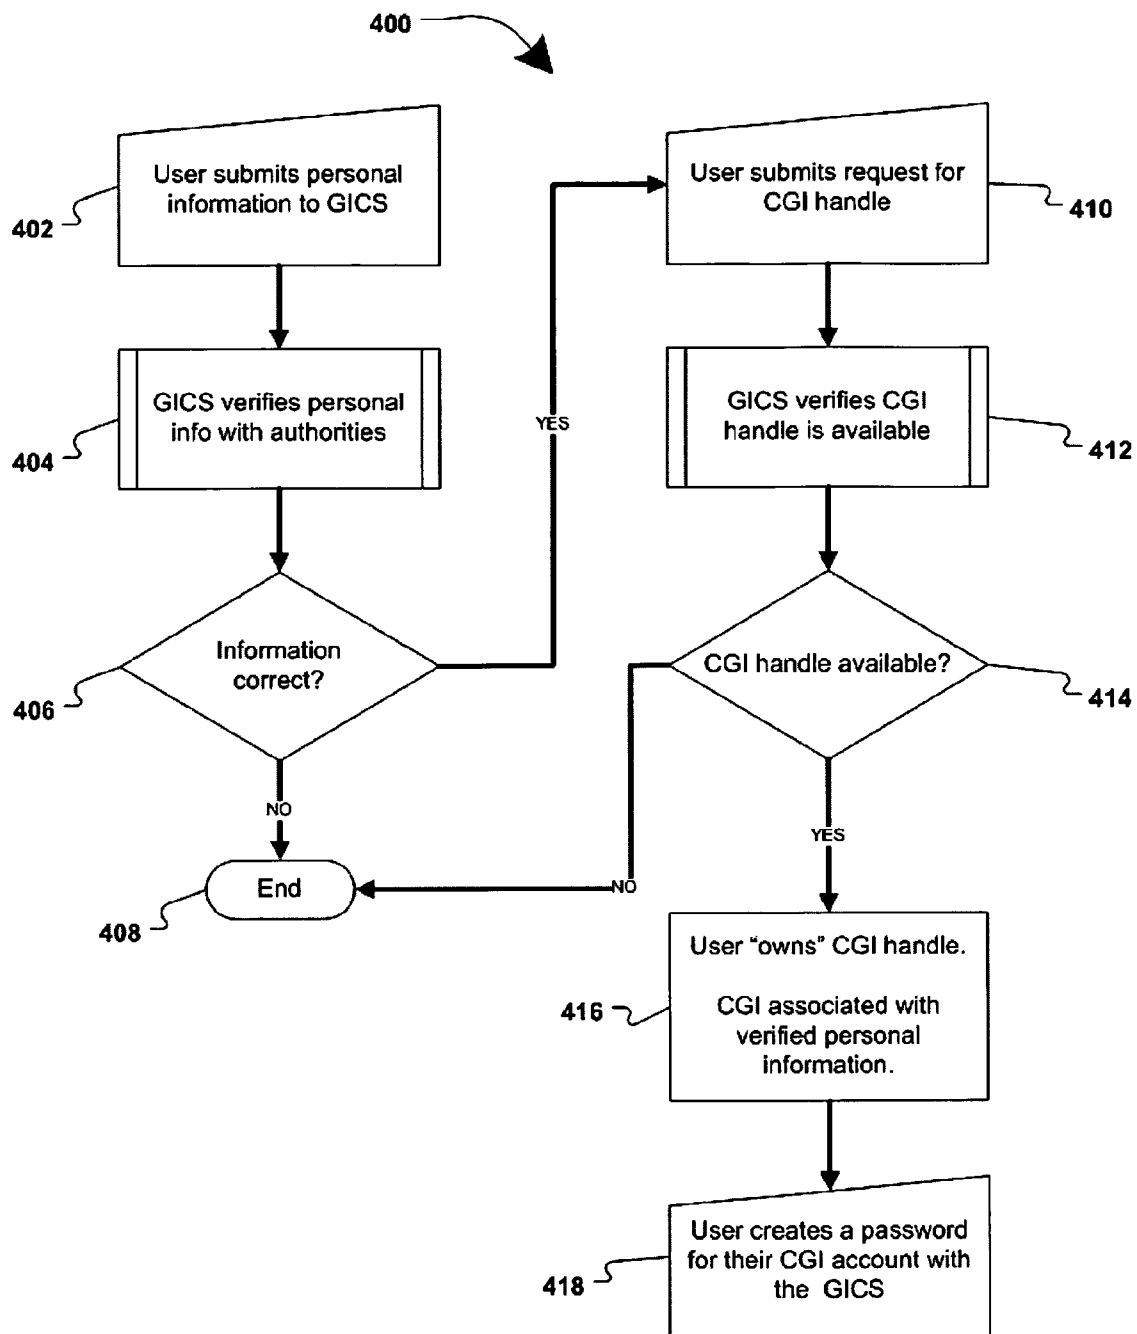 400
User submits personal
information to GICS
402
GICS verifies personal
info with authorities
404
Information
correct?
406
NO
End
408
YES
User submits request for
CGI handle
410
GICS verifies CGI
handle is available
412
CGI handle available?
414
NO
YES
User “owns” CGI handle.
CGI associated with
verified personal
information.
416
User creates a password
for their CGI account with
the GICS
418